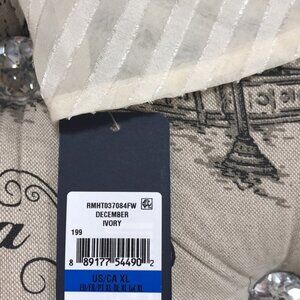 RMHT037084FW
DECEMBER
IVORY
199
8 89177 54490 2
US/CA XL
a